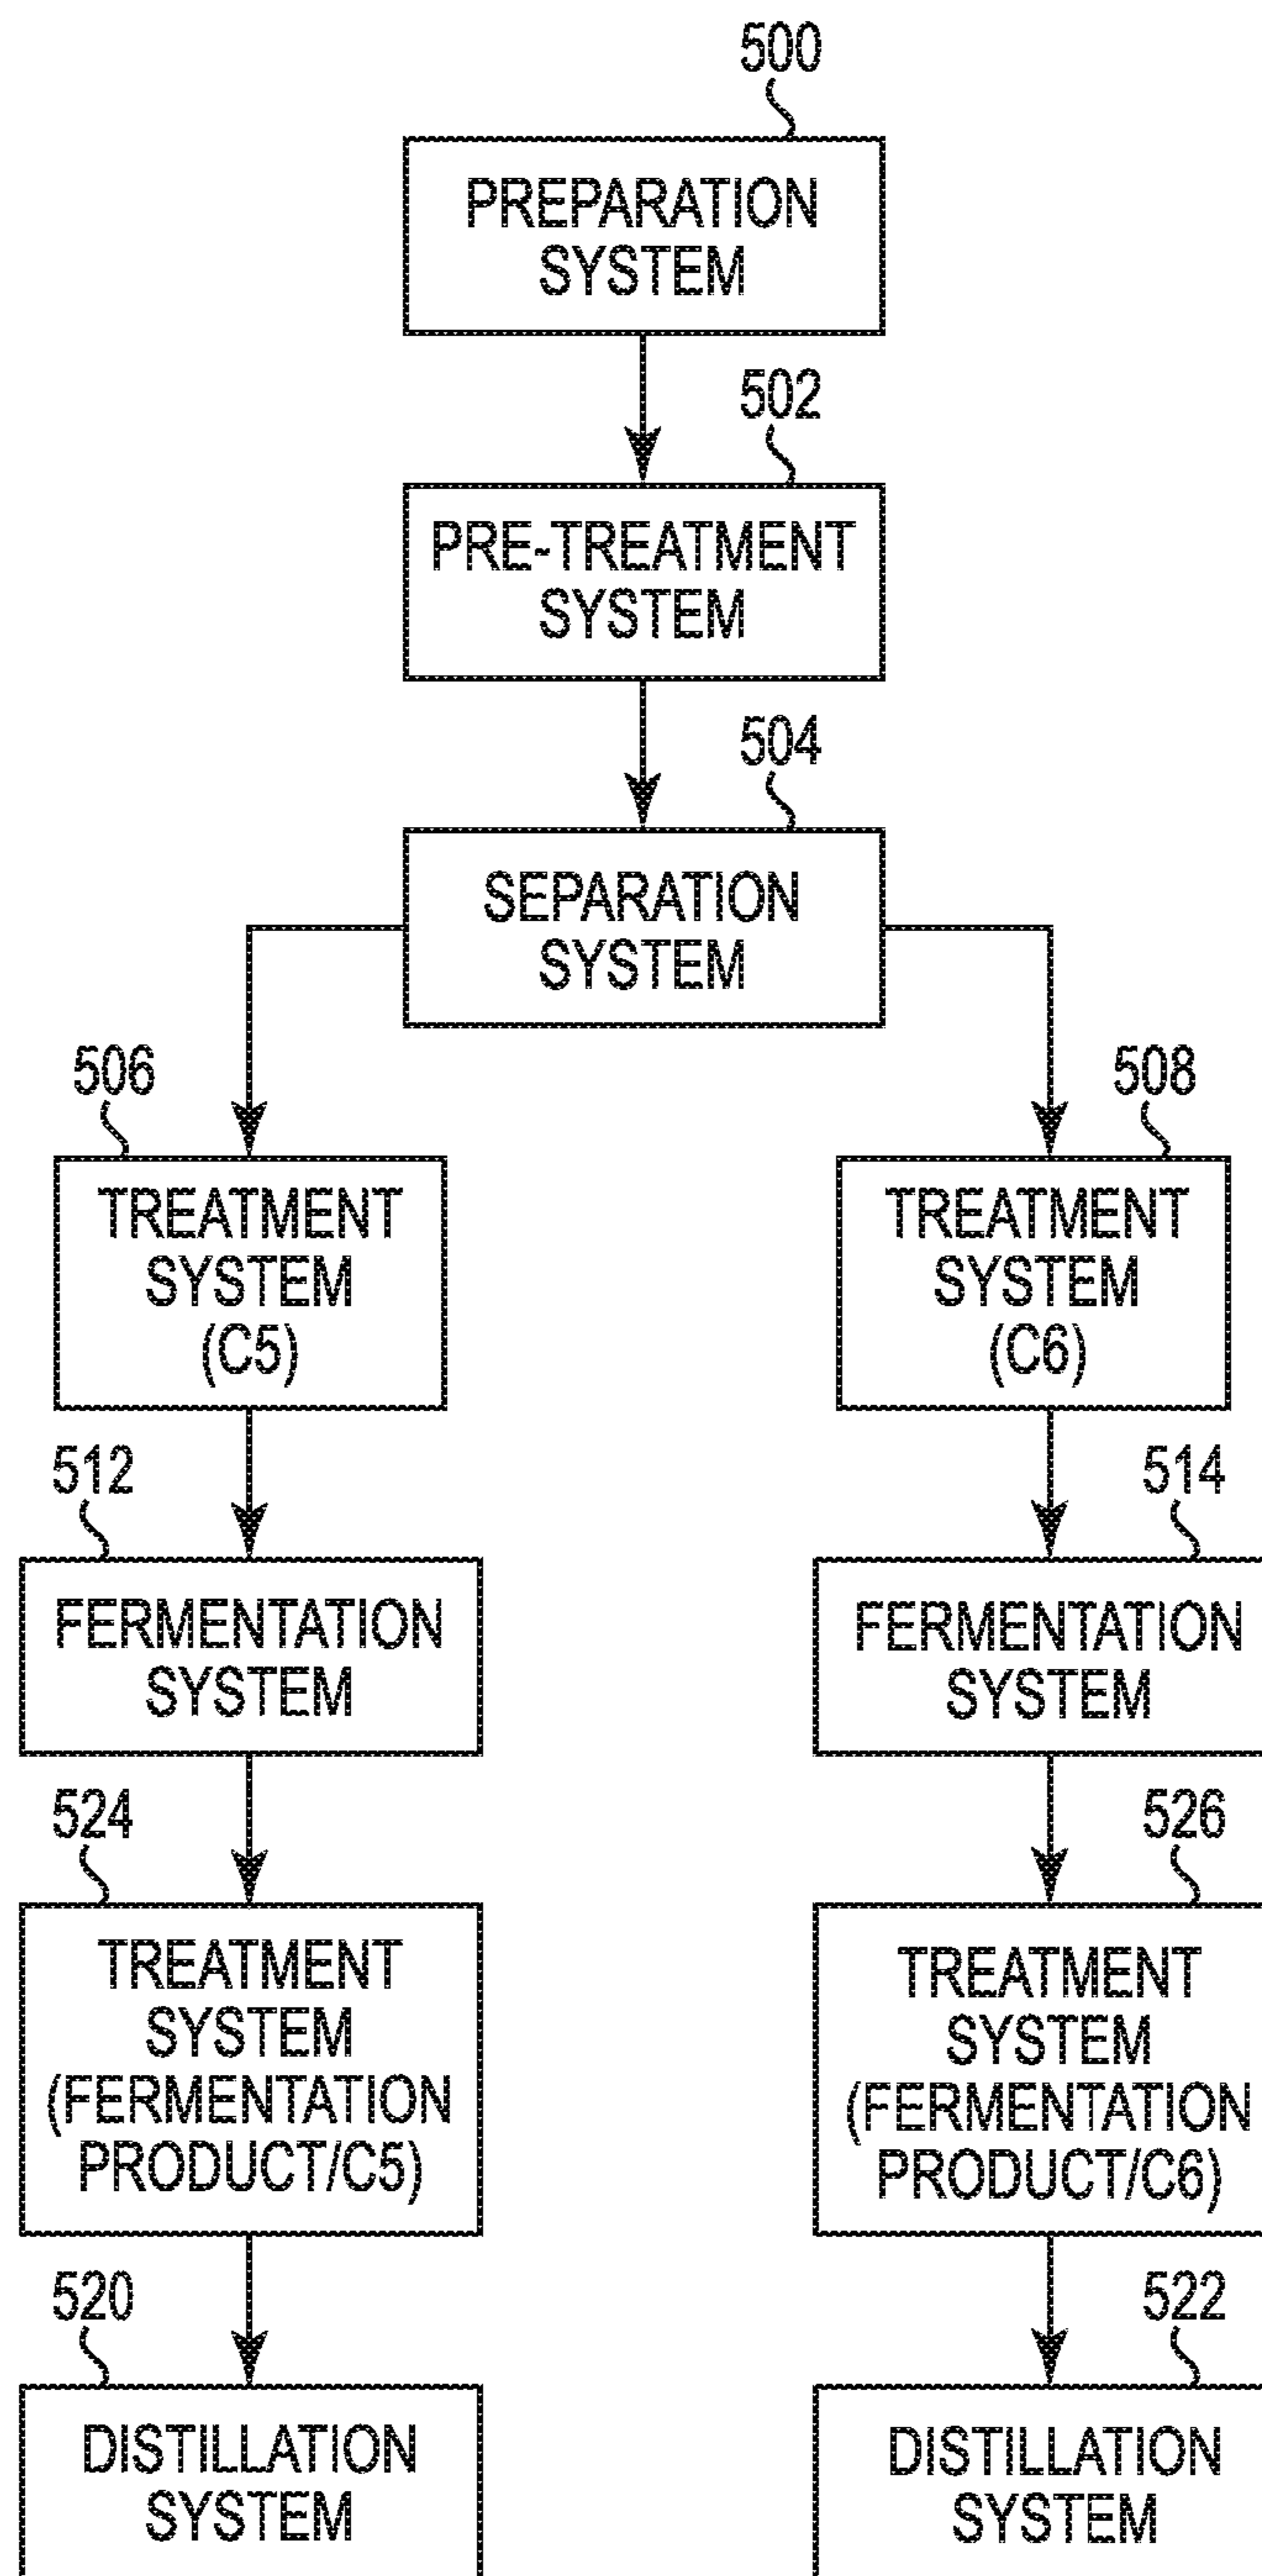 500
PREPARATION
SYSTEM
502
PRE-TREATMENT
SYSTEM
504
SEPARATION
SYSTEM
506
TREATMENT
SYSTEM
(C5)
508
TREATMENT
SYSTEM
(C6)
512
FERMENTATION
SYSTEM
514
FERMENTATION
SYSTEM
524
TREATMENT
SYSTEM
(FERMENTATION
PRODUCT/C5)
526
TREATMENT
SYSTEM
(FERMENTATION
PRODUCT/C6)
520
DISTILLATION
SYSTEM
522
DISTILLATION
SYSTEM